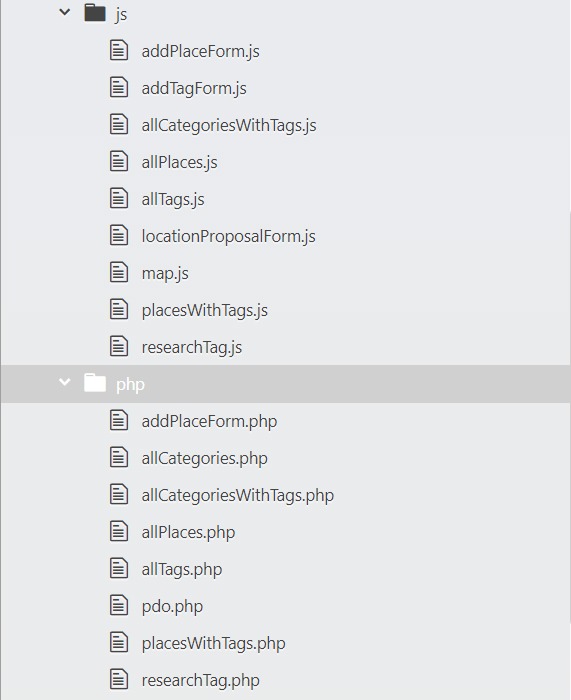 js
addPlaceForm.js
addTagForm.js
allCategoriesWithTags.js
allPlaces.js
allTags.js
locationProposalForm.js
map.js
placesWithTags.js
researchTag.js
php
addPlaceForm.php
allCategories.php
allCategoriesWithTags.php
allPlaces.php
allTags.php
pdo.php
placesWithTags.php
researchTag.php